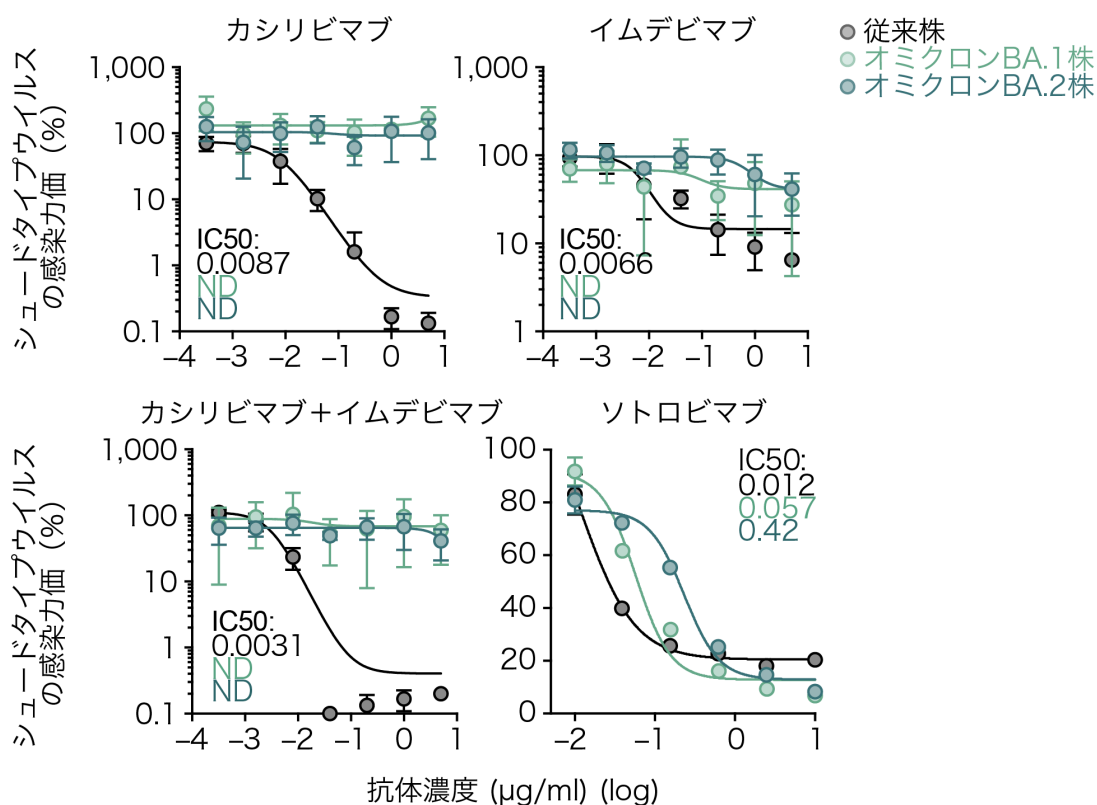 カシリビマブ
イムデビマブ
従来株
オミクロンBA.1株
オミクロンBA.2株
シュードタイプウイルス
の感染力価（%）
1,000
100
10
1
0.1
IC50:
0.0087
ND
ND
−4 −3 −2 −1 0 1
1,000
100
10
1
IC50:
0.0066
ND
ND
−4 −3 −2 −1 0 1
カシリビマブ＋イムデビマブ
ソトロビマブ
シュードタイプウイルス
の感染力価（%）
1,000
100
10
1
0.1
IC50:
0.0031
ND
ND
−4 −3 −2 −1 0 1
100
80
60
40
20
0
IC50:
0.012
0.057
0.42
−2 −1 0 1
抗体濃度 (μg/ml) (log)